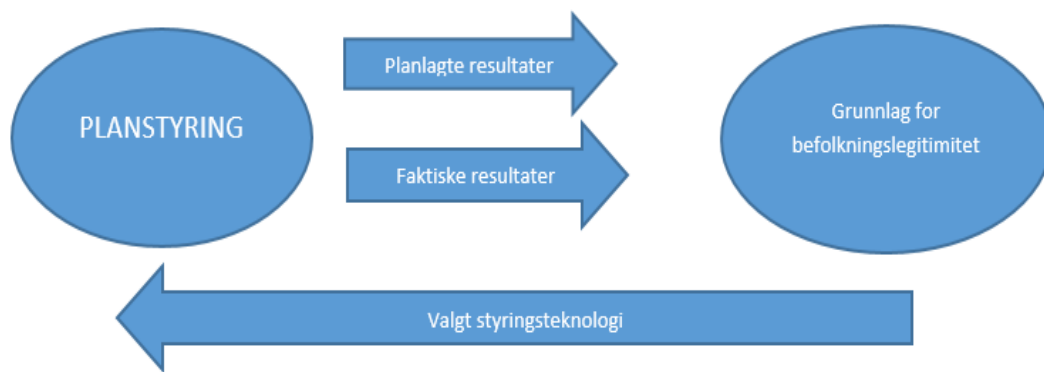 PLANSTYRING
Planlagte resultater
Faktiske resultater
Grunnlag for
befolkningslegitimitet
Valgt styringsteknologi